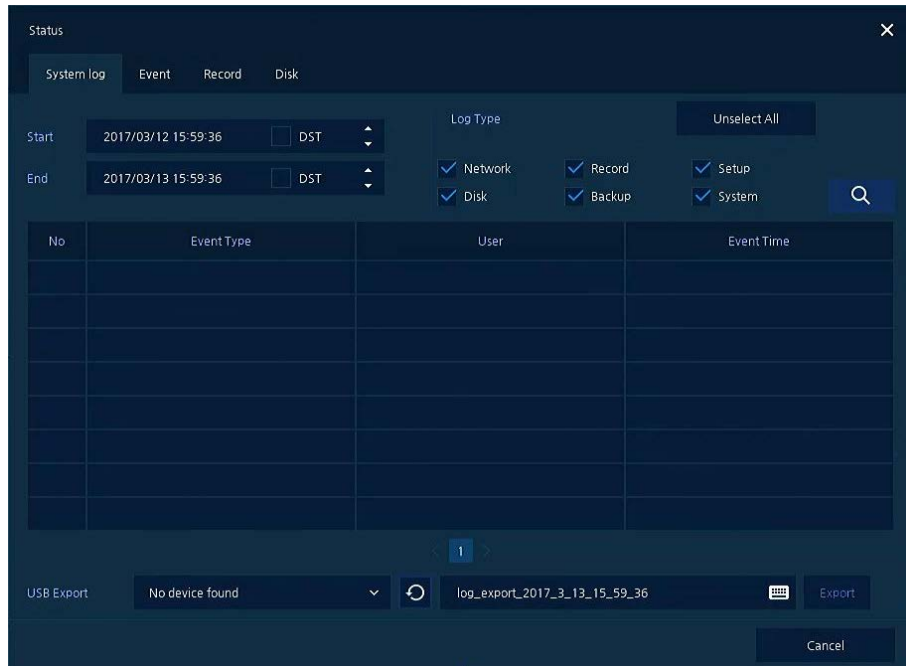 Status
System log Event Record Disk
Start 2017/03/12 15:59:36 DST
End 2017/03/13 15:59:36 DST
Log Type Unselect All
Network Record Setup
Disk Backup System
No Event Type User Event Time
1
USB Export No device found log_export_2017_3_13_15_59_36 Export
Cancel